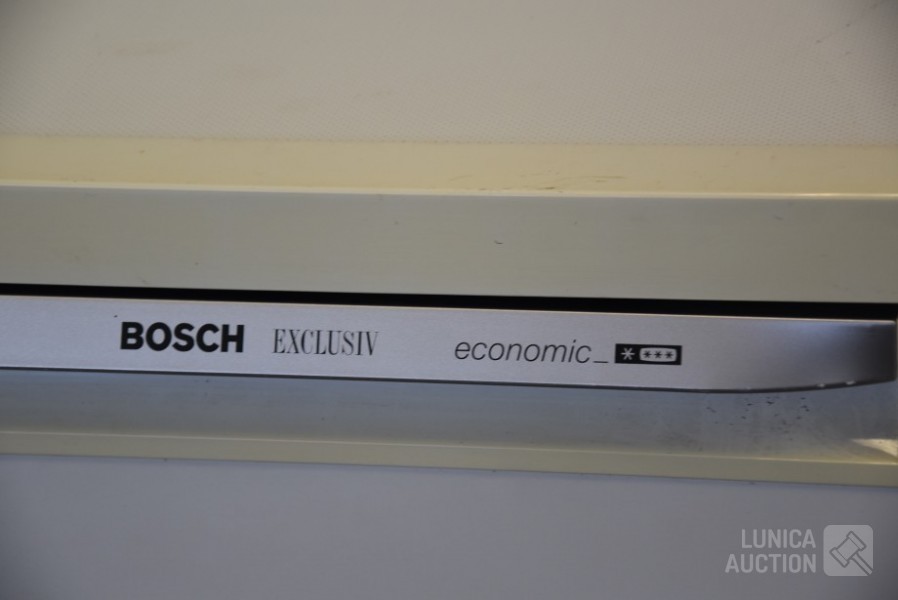 BOSCH EXCLUSIV economic_ * ***
LUNICA
AUCTION